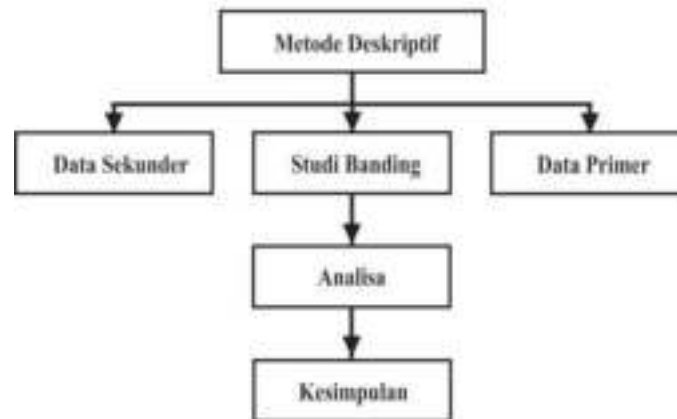 Metode Deskriptif
Data Sekunder
Studi Banding
Data Primer
Analisa
Kesimpulan